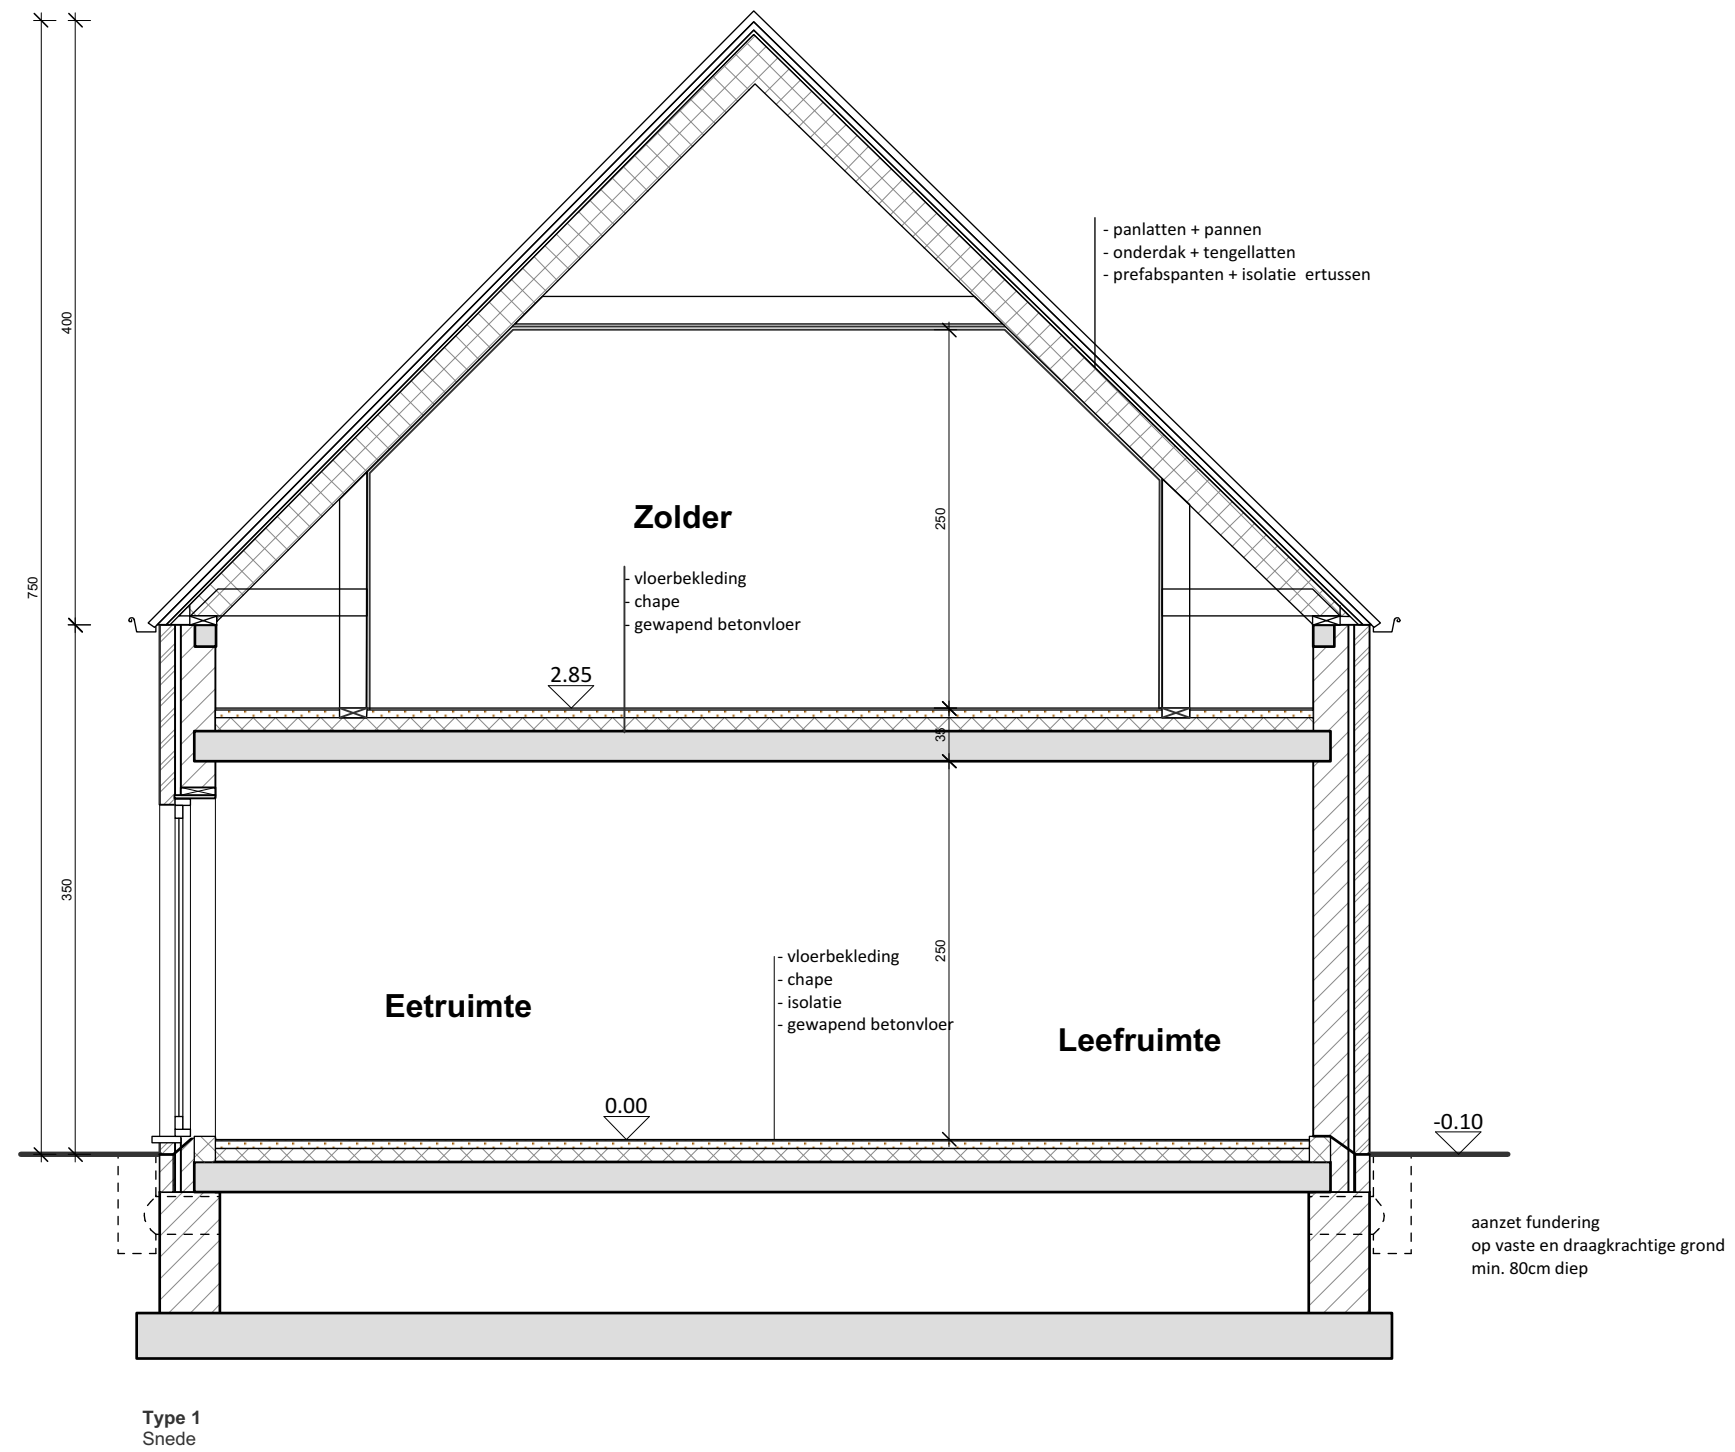 400
- panlatten + pannen
- onderdak + tengellatten
- prefabspanten + isolatie ertussen
750
Zolder
250
- vloerbekleding
- chape
- gewapend betonvloer
2.85
35
350
250
- vloerbekleding
- chape
- isolatie
- gewapend betonvloer
Eetruimte
Leefruimte
0.00
-0.10
aanzet fundering
op vaste en draagkrachtige grond
min. 80cm diep
Type 1
Snede